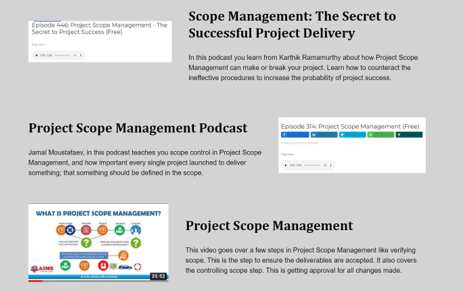 Episode 446: Project Scope Management - The
Secret to Project Success (Free)
Scope Management: The Secret to
Successful Project Delivery
In this podcast you learn from Karthik Ramamurthy about how Project Scope
Management can make or break your project. Learn how to counteract the
ineffective procedures to increase the probability of project success.
Project Scope Management Podcast
Jamal Moustafaev, in this podcast teaches you scope control in Project Scope
Management, and how important every single project launched to deliver
something; that something should be defined in the scope.
Episode 314: Project Scope Management (Free)
WHAT IS PROJECT SCOPE MANAGEMENT?
AIMS
35:52
Project Scope Management
This video goes over a few steps in Project Scope Management like verifying
scope. This is the step to ensure the deliverables are accepted. It also covers
the controlling scope step. This is getting approval for all changes made.